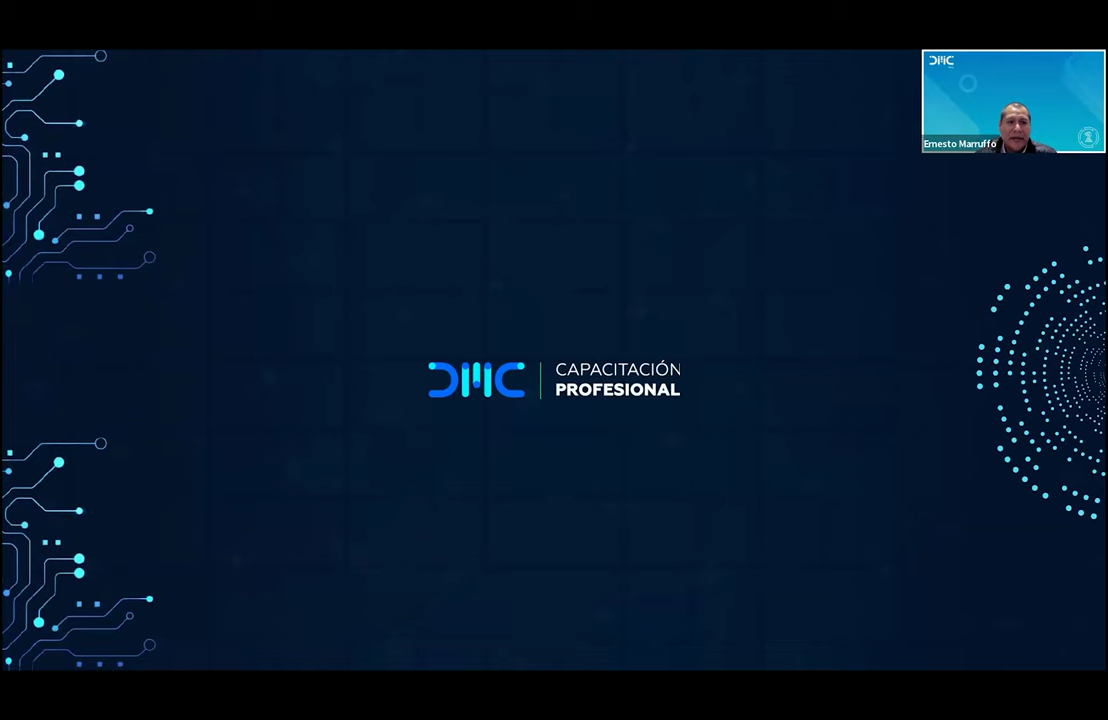 DMC
Ernesto Marruffo
DMC
CAPACITACIÓN
PROFESIONAL